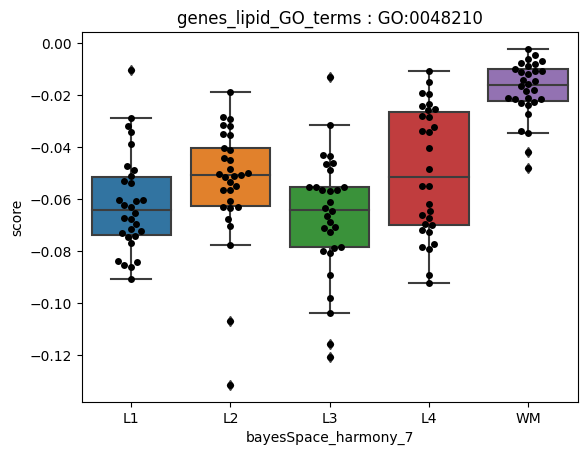 genes_lipid_GO_terms : GO:0048210
0.00
−0.02
−0.04
−0.06
−0.08
−0.10
−0.12
score
L1 L2 L3 L4 WM
bayesSpace_harmony_7